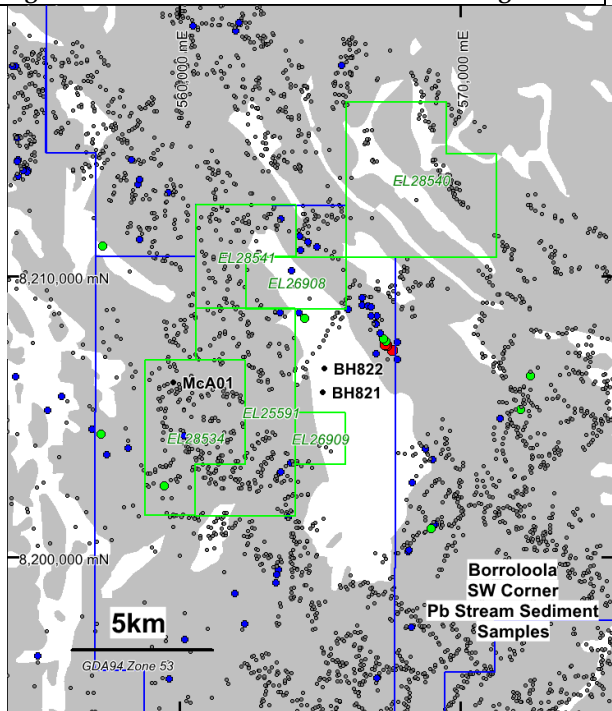 560,000 mE
570,000 mE
EL28540
EL28541
8,210,000 mN
EL26908
BH822
McA01
BH821
EL25591
EL28534
EL26909
8,200,000 mN
Borroloola
SW Corner
Pb Stream Sediment
Samples
5km
GDA94 Zone 53